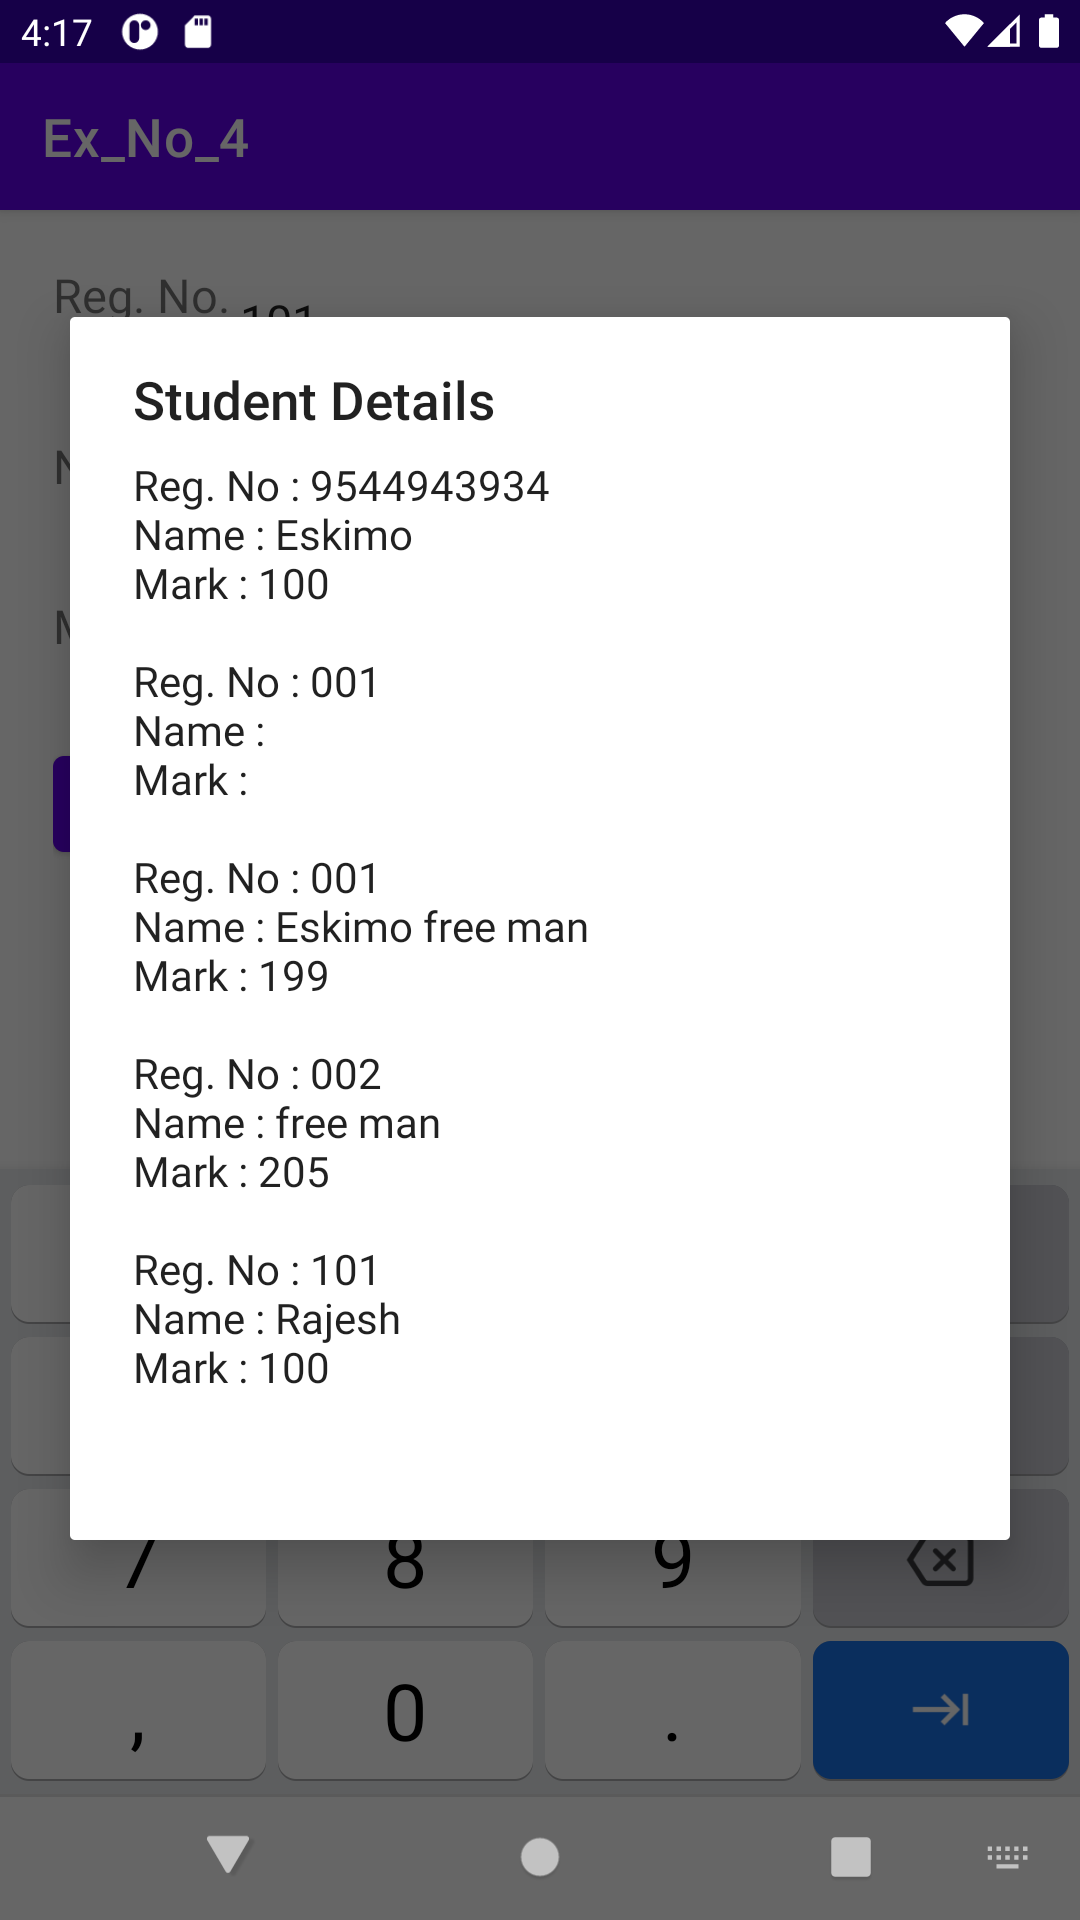 4:17
Ex_No_4
Reg. No.
101
Student Details
Reg. No : 9544943934
Name : Eskimo
Mark : 100
Reg. No : 001
Name :
Mark :
Reg. No : 001
Name : Eskimo free man
Mark : 199
Reg. No : 002
Name : free man
Mark : 205
Reg. No : 101
Name : Rajesh
Mark : 100
7 8 9
, 0 .